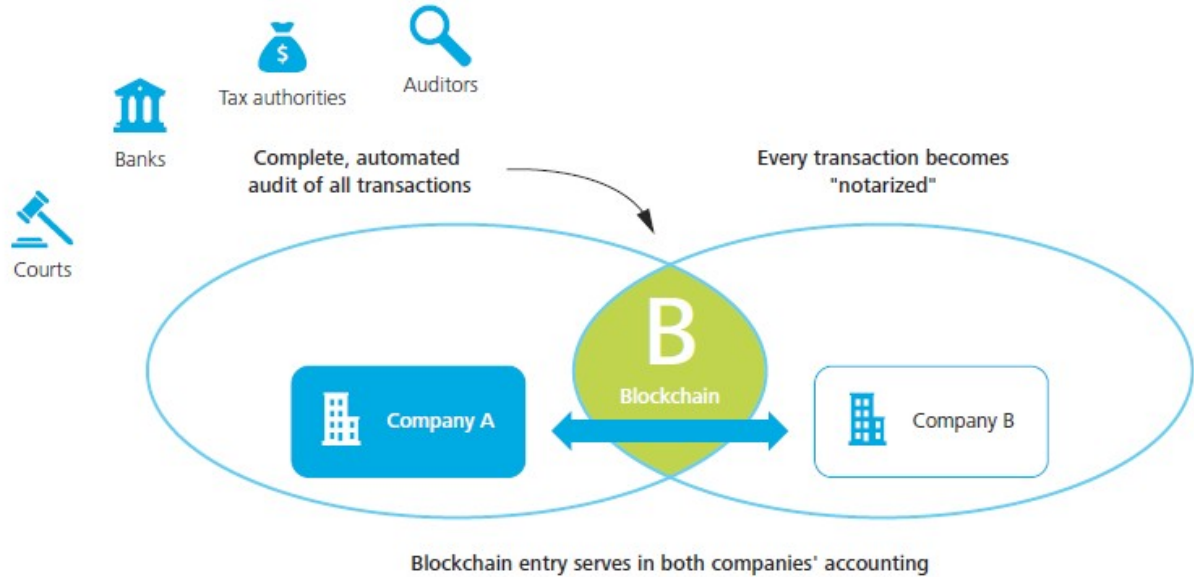 $
Auditors
Tax authorities
Banks
Courts
Complete, automated
audit of all transactions
Every transaction becomes
"notarized"
B
Blockchain
Company A
Company B
Blockchain entry serves in both companies' accounting